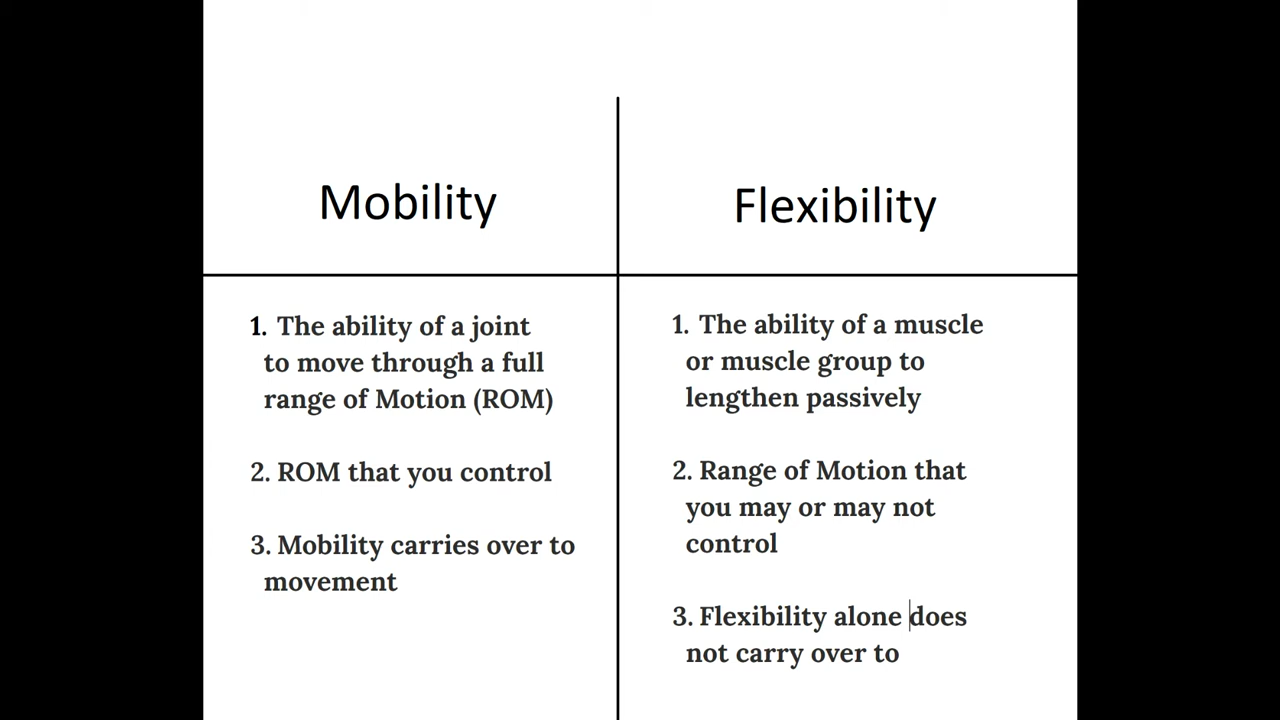 Mobility
1. The ability of a joint
to move through a full
range of Motion (ROM)
2. ROM that you control
3. Mobility carries over to
movement
Flexibility
1. The ability of a muscle
or muscle group to
lengthen passively
2. Range of Motion that
you may or may not
control
3. Flexibility alone does
not carry over to